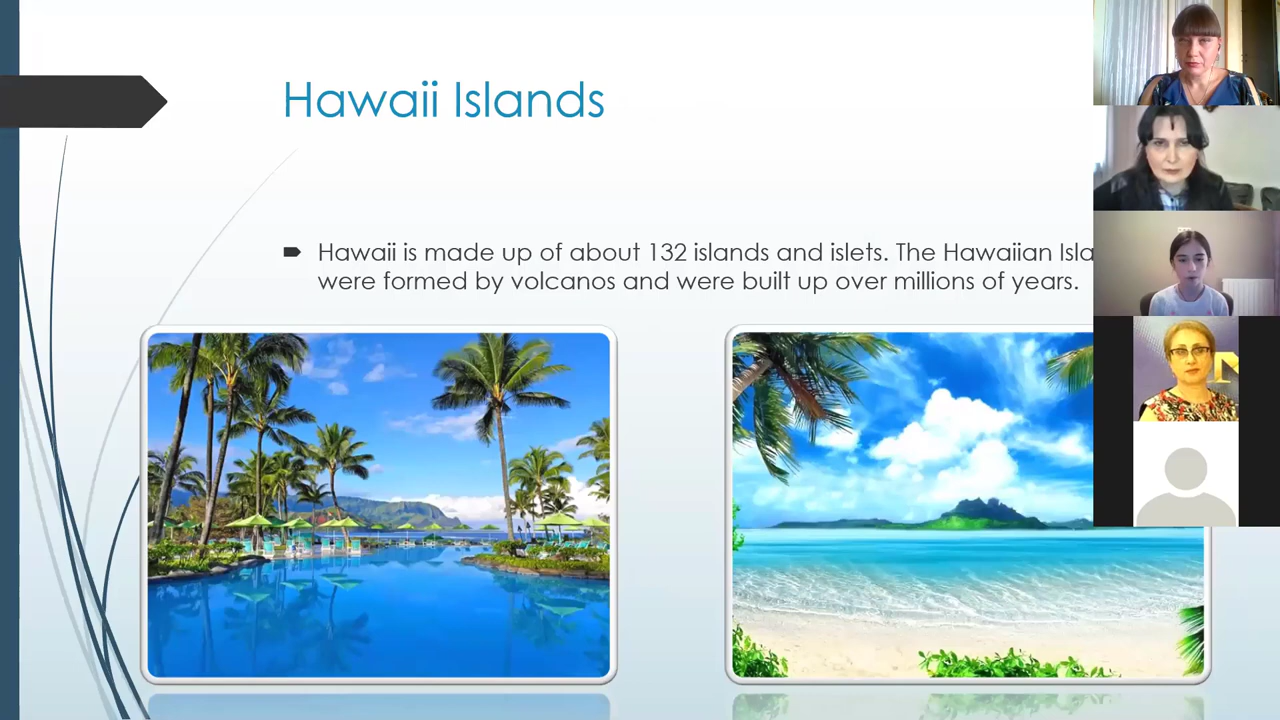 Hawaii Islands
Hawaii is made up of about 132 islands and islets. The Hawaiian
were formed by volcanos and were built up over millions of years.